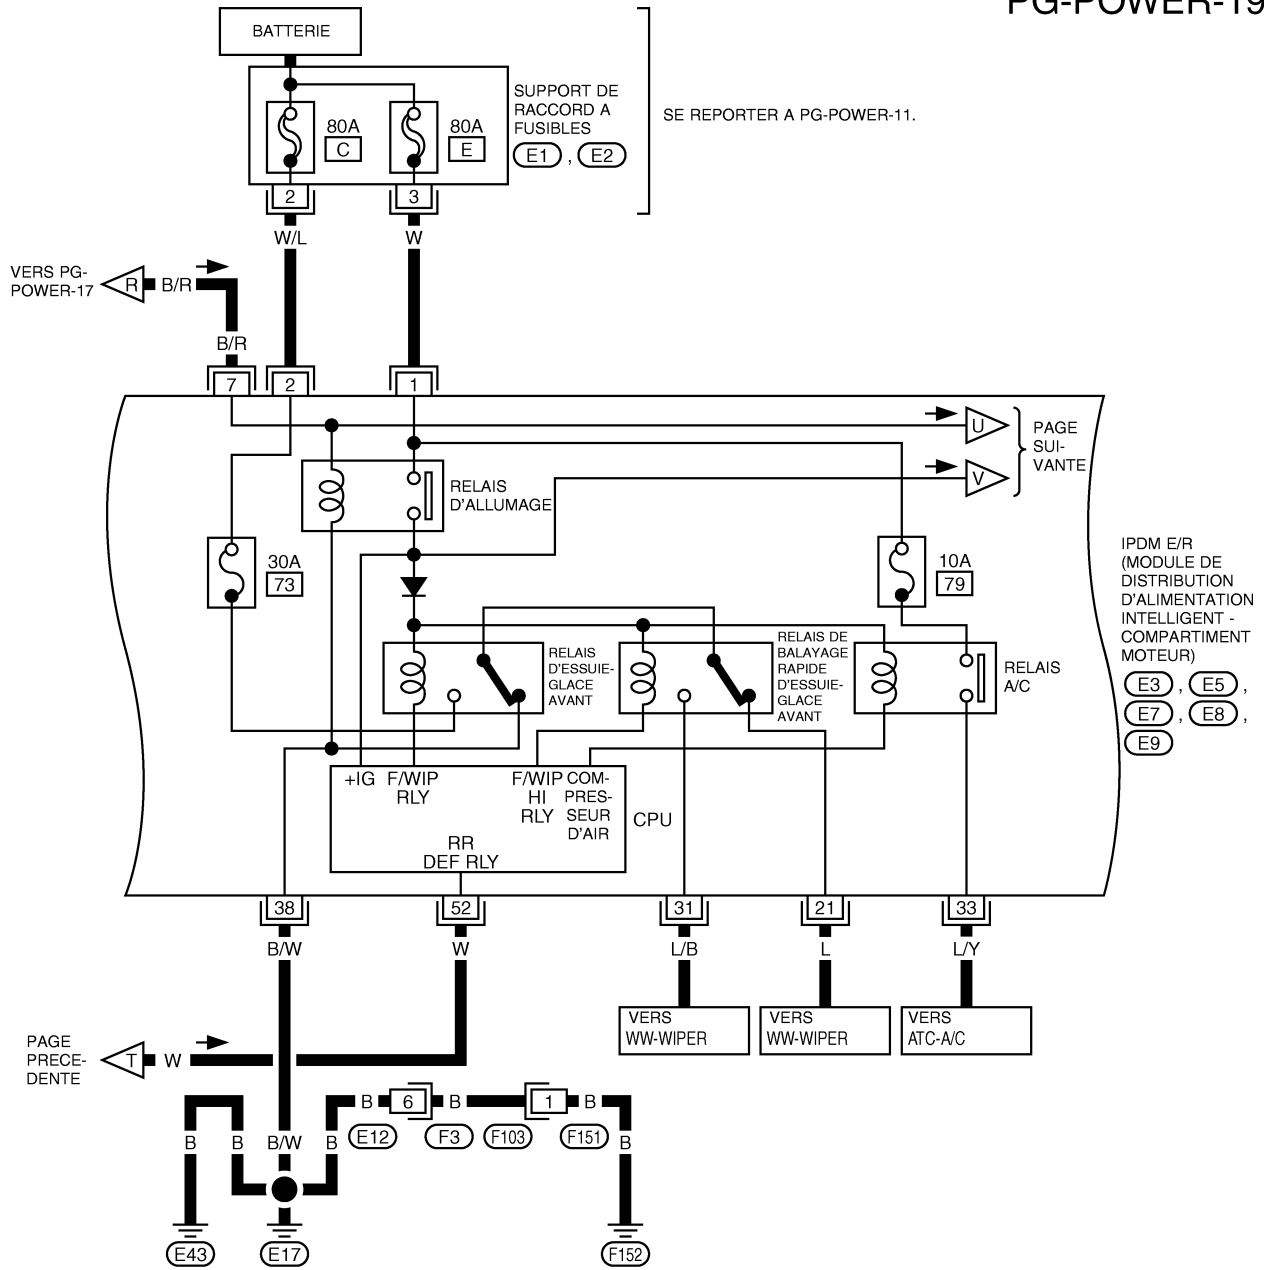 PG-POWER-19
BATTERIE
80A
C
80A
E
SUPPORT DE
RACCORD A
FUSIBLES
E1 , E2
SE REPORTER A PG-POWER-11.
2
3
W/L
W
VERS PG-
POWER-17
R
B/R
B/R
7
2
1
U
V
PAGE
SUI-
VANTE
RELAIS
D'ALLUMAGE
30A
73
10A
79
IPDM E/R
(MODULE DE
DISTRIBUTION
D'ALIMENTATION
INTELLIGENT -
COMPARTIMENT
MOTEUR)
E3 , E5 ,
E7 , E8 ,
E9
RELAIS
D'ESSUIE-
GLACE
AVANT
RELAIS DE
BALAYAGE
RAPIDE
D'ESSUIE-
GLACE
AVANT
RELAIS
A/C
+IG
F/WIP
RLY
F/WIP
HI
RLY
COM-
PRES-
SEUR
D'AIR
CPU
RR
DEF RLY
38
52
31
21
33
B/W
W
L/B
L
L/Y
VERS
WW-WIPER
VERS
WW-WIPER
VERS
ATC-A/C
PAGE
PRECE-
DENTE
T
W
B
6
B
1
B
E12
F3
F103
F151
B
B
B/W
B
B
E43
E17
F152